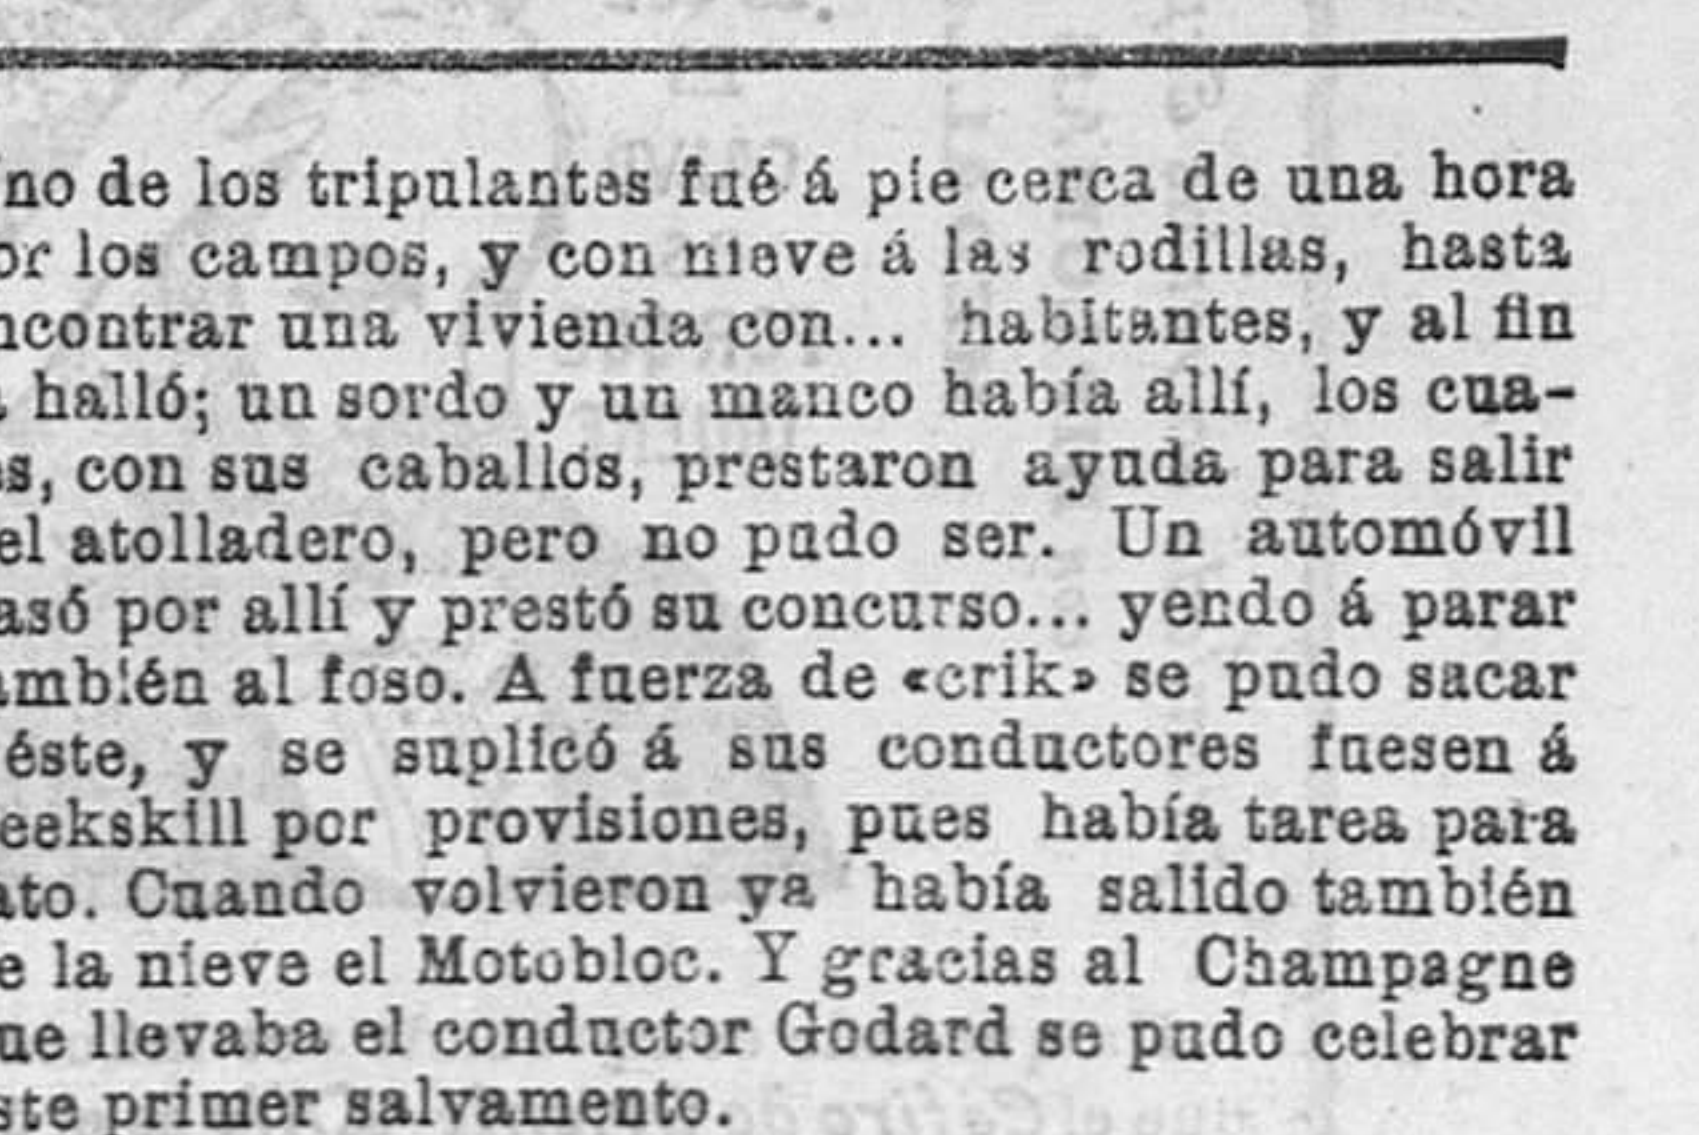 no de los tripulantes fué á pie cerca de una hora
or los campos, y con nieve á las rodillas, hasta
ncontrar una vivienda con... habitantes, y al fin
halló; un sordo y un manco había allí, los cua-
es, con sus caballos, prestaron ayuda para salir
el atolladero, pero no pudo ser. Un automóvil
asó por allí y prestó su concurso... yendo á parar
ambién al foso. A fuerza de «crik» se pudo sacar
éste, y se suplicó á sus conductores fuesen á
eekskill por provisiones, pues había tarea para
ato. Cuando volvieron ya había salido también
e la nieve el Motobloc. Y gracias al Champagne
ue llevaba el conductor Godard se pudo celebrar
ste primer salvamento.